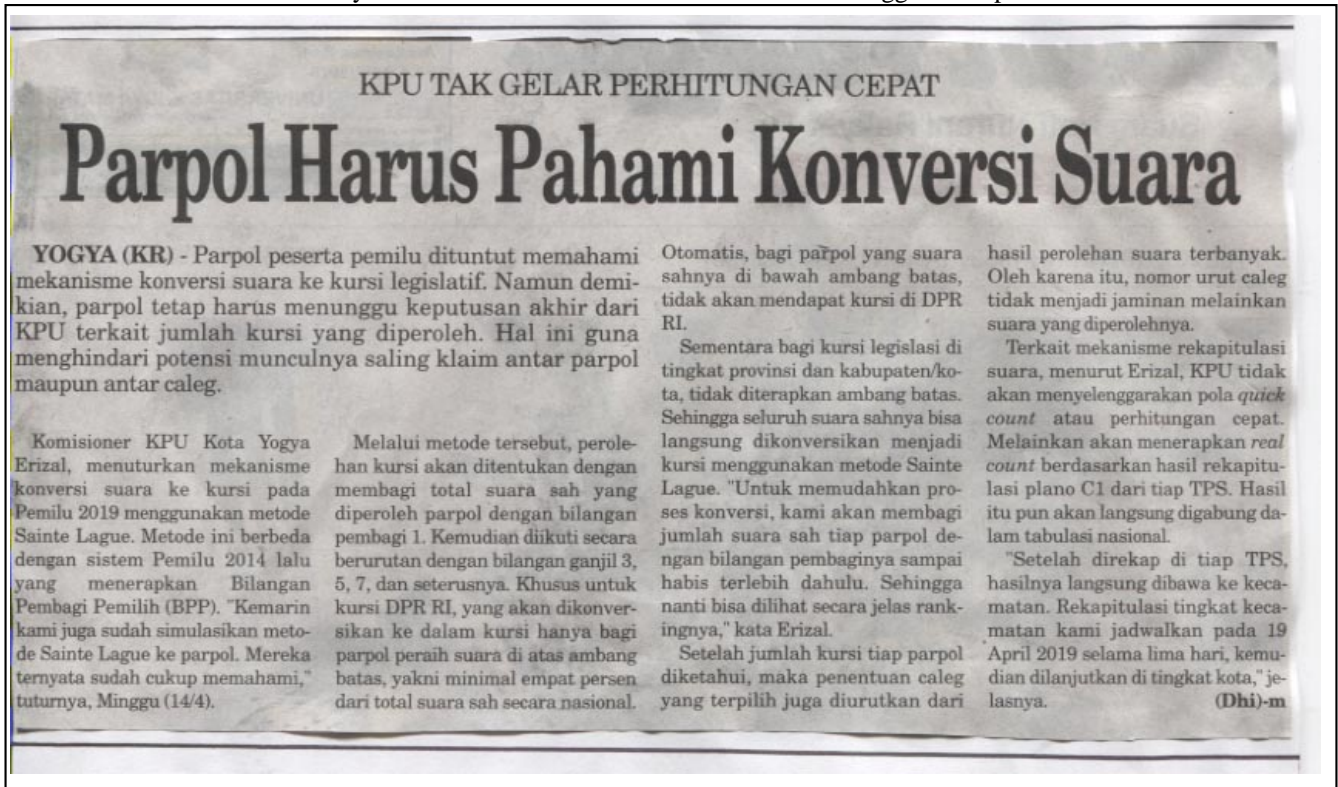 KPU TAK GELAR PERHITUNGAN CEPAT
Parpol Harus Pahami Konversi Suara
YOGYA (KR) - Parpol peserta pemilu dituntut memahami
mekanisme konversi suara ke kursi legislatif. Namun demi-
kian, parpol tetap harus menunggu keputusan akhir dari
KPU terkait jumlah kursi yang diperoleh. Hal ini guna
menghindari potensi munculnya saling klaim antar parpol
maupun antar caleg.
Komisioner KPU Kota Yogya
Erizal, menuturkan mekanisme
konversi suara ke kursi pada
Pemilu 2019 menggunakan metode
Sainte Lague. Metode ini berbeda
dengan sistem Pemilu 2014 lalu
yang menerapkan Bilangan
Pembagi Pemilih (BPP). "Kemarin
kami juga sudah simulasikan meto-
de Sainte Lague ke parpol. Mereka
ternyata sudah cukup memahami,"
tuturnya, Minggu (14/4).
Melalui metode tersebut, perole-
han kursi akan ditentukan dengan
membagi total suara sah yang
diperoleh parpol dengan bilangan
pembagi 1. Kemudian diikuti secara
berurutan dengan bilangan ganjil 3,
5, 7, dan seterusnya. Khusus untuk
kursi DPR RI, yang akan dikonver-
sikan ke dalam kursi hanya bagi
parpol peraih suara di atas ambang
batas, yakni minimal empat persen
dari total suara sah secara nasional.
Otomatis, bagi parpol yang suara
sahnya di bawah ambang batas,
tidak akan mendapat kursi di DPR
RI.
Sementara bagi kursi legislasi di
tingkat provinsi dan kabupaten/ko-
ta, tidak diterapkan ambang batas.
Sehingga seluruh suara sahnya bisa
langsung dikonversikan menjadi
kursi menggunakan metode Sainte
Lague. "Untuk memudahkan pro-
ses konversi, kami akan membagi
jumlah suara sah tiap parpol de-
ngan bilangan pembaginya sampai
habis terlebih dahulu. Sehingga
nanti bisa dilihat secara jelas rank-
ingnya," kata Erizal.
Setelah jumlah kursi tiap parpol
diketahui, maka penentuan caleg
yang terpilih juga diurutkan dari
hasil perolehan suara terbanyak.
Oleh karena itu, nomor urut caleg
tidak menjadi jaminan melainkan
suara yang diperolehnya.
Terkait mekanisme rekapitulasi
suara, menurut Erizal, KPU tidak
akan menyelenggarakan pola quick
count atau perhitungan cepat.
Melainkan akan menerapkan real
count berdasarkan hasil rekapitu-
lasi plano C1 dari tiap TPS. Hasil
itu pun akan langsung digabung da-
lam tabulasi nasional.
"Setelah direkap di tiap TPS,
hasilnya langsung dibawa ke keca-
matan. Rekapitulasi tingkat keca-
matan kami jadwalkan pada 19
April 2019 selama lima hari, kemu-
dian dilanjutkan di tingkat kota," je-
lasnya. (Dhi)-m